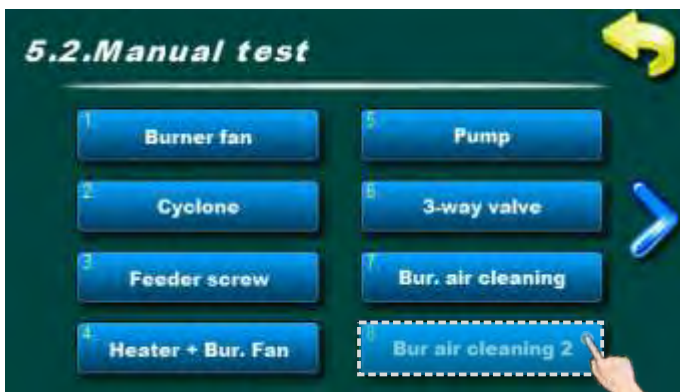 5.2.Manual test
1
Burner fan
2
Cyclone
3
Feeder screw
4
Heater + Bur. Fan
5
Pump
6
3-way valve
7
Bur. air cleaning
8
Bur air cleaning 2